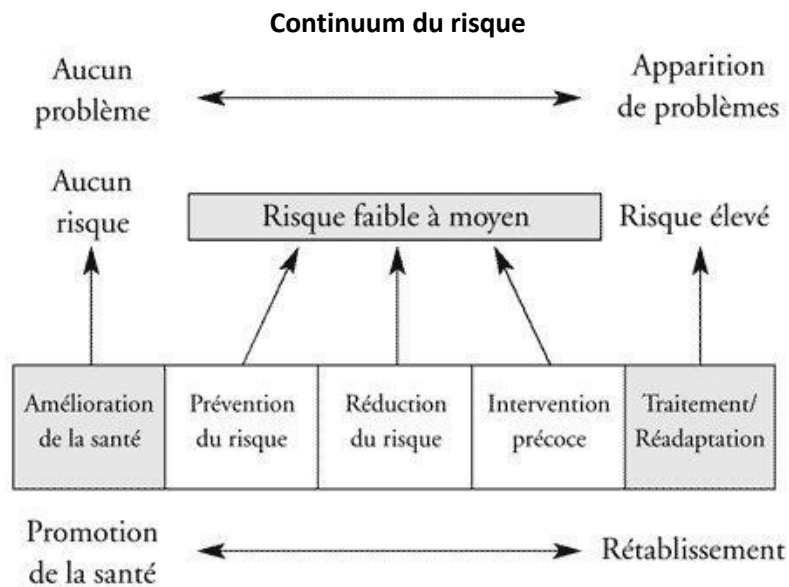 Continuum du risque
Aucun
problème
Apparition
de problèmes
Aucun
risque
Risque faible à moyen
Risque élevé
Amélioration
de la santé
Prévention
du risque
Réduction
du risque
Intervention
précoce
Traitement/
Réadaptation
Promotion
de la santé
Rétablissement